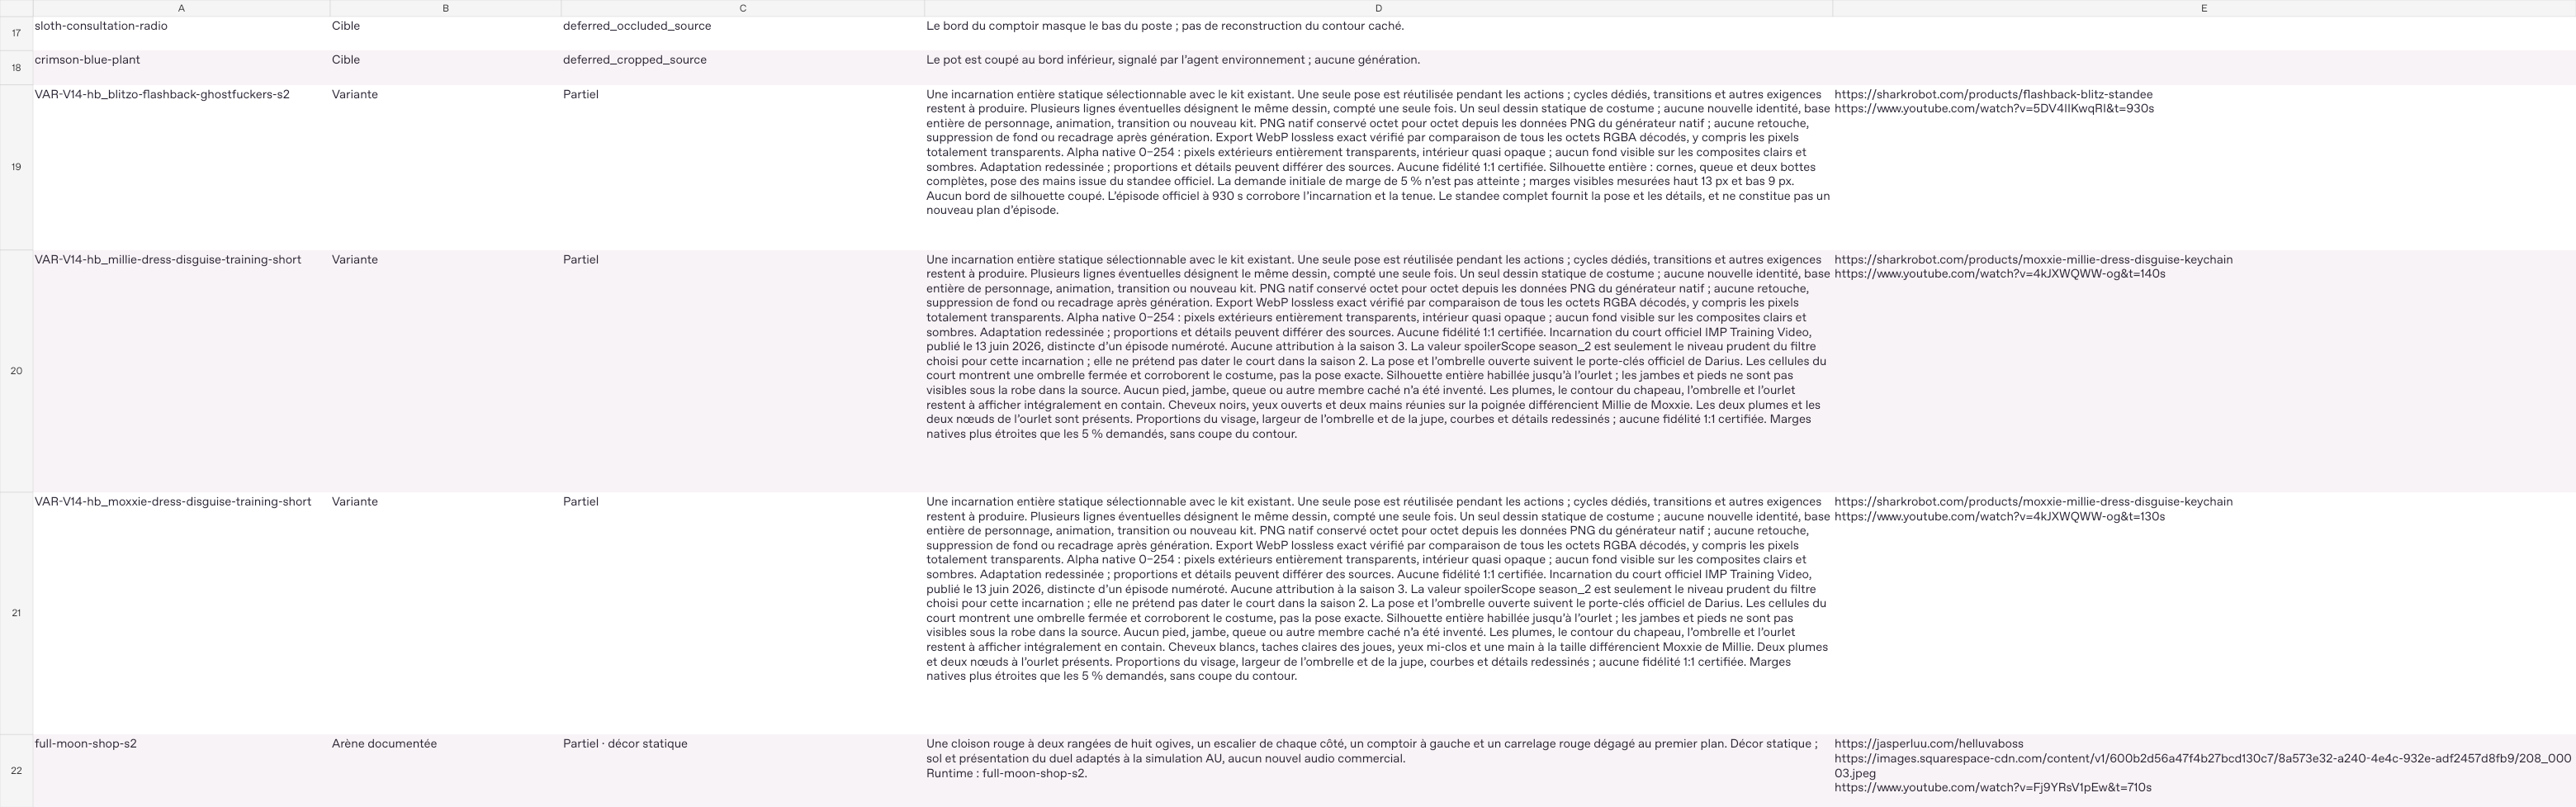 A B C D E
17 sloth-consultation-radio Cible deferred_occluded_source Le bord du comptoir masque le bas du poste ; pas de reconstruction du contour caché.
18 crimson-blue-plant Cible deferred_cropped_source Le pot est coupé au bord inférieur, signalé par l'agent environnement ; aucune génération.
19 VAR-V14-hb_blitzo-flashback-ghostfuckers-s2 Variante Partiel
Une incarnation entière statique sélectionnable avec le kit existant. Une seule pose est réutilisée pendant les actions ; cycles dédiés, transitions et autres exigences
restent à produire. Plusieurs lignes éventuelles désignent le même dessin, compté une seule fois. Un seul dessin statique de costume ; aucune nouvelle identité, base
entière de personnage, animation, transition ou nouveau kit. PNG natif conservé octet pour octet depuis les données PNG du générateur natif ; aucune retouche,
suppression de fond ou recadrage après génération. Export WebP lossless exact vérifié par comparaison de tous les octets RGBA décodés, y compris les pixels
totalement transparents. Alpha native 0–254 : pixels extérieurs entièrement transparents, intérieur quasi opaque ; aucun fond visible sur les composites clairs et
sombres. Adaptation redessinée ; proportions et détails peuvent différer des sources. Aucune fidélité 1:1 certifiée. Silhouette entière : cornes, queue et deux bottes
complètes, pose des mains issue du standee officiel. La demande initiale de marge de 5 % n'est pas atteinte ; marges visibles mesurées haut 13 px et bas 9 px.
Aucun bord de silhouette coupé. L'épisode officiel à 930 s corrobore l'incarnation et la tenue. Le standee complet fournit la pose et les détails, et ne constitue pas un
nouveau plan d'épisode.
https://sharkrobot.com/products/flashback-blitz-standee
https://www.youtube.com/watch?v=5DV4IlKwqRI&t=930s
20 VAR-V14-hb_millie-dress-disguise-training-short Variante Partiel
Une incarnation entière statique sélectionnable avec le kit existant. Une seule pose est réutilisée pendant les actions ; cycles dédiés, transitions et autres exigences
restent à produire. Plusieurs lignes éventuelles désignent le même dessin, compté une seule fois. Un seul dessin statique de costume ; aucune nouvelle identité, base
entière de personnage, animation, transition ou nouveau kit. PNG natif conservé octet pour octet depuis les données PNG du générateur natif ; aucune retouche,
suppression de fond ou recadrage après génération. Export WebP lossless exact vérifié par comparaison de tous les octets RGBA décodés, y compris les pixels
totalement transparents. Alpha native 0–254 : pixels extérieurs entièrement transparents, intérieur quasi opaque ; aucun fond visible sur les composites clairs et
sombres. Adaptation redessinée ; proportions et détails peuvent différer des sources. Aucune fidélité 1:1 certifiée. Incarnation du court officiel IMP Training Video,
publié le 13 juin 2026, distincte d'un épisode numéroté. Aucune attribution à la saison 3. La valeur spoilerScope season_2 est seulement le niveau prudent du filtre
choisi pour cette incarnation ; elle ne prétend pas dater le court dans la saison 2. La pose et l'ombrelle ouverte suivent le porte-clés officiel de Darius. Les cellules du
court montrent une ombrelle fermée et corroborent le costume, pas la pose exacte. Silhouette entière habillée jusqu'à l'ourlet ; les jambes et pieds ne sont pas
visibles sous la robe dans la source. Aucun pied, jambe, queue ou autre membre caché n'a été inventé. Les plumes, le contour du chapeau, l'ombrelle et l'ourlet
restent à afficher intégralement en contain. Cheveux noirs, yeux ouverts et deux mains réunies sur la poignée différencient Millie de Moxxie. Les deux plumes et les
deux nœuds de l'ourlet sont présents. Proportions du visage, largeur de l'ombrelle et de la jupe, courbes et détails redessinés ; aucune fidélité 1:1 certifiée. Marges
natives plus étroites que les 5 % demandés, sans coupe du contour.
https://sharkrobot.com/products/moxxie-millie-dress-disguise-keychain
https://www.youtube.com/watch?v=4kJXWQWW-og&t=140s
21 VAR-V14-hb_moxxie-dress-disguise-training-short Variante Partiel
Une incarnation entière statique sélectionnable avec le kit existant. Une seule pose est réutilisée pendant les actions ; cycles dédiés, transitions et autres exigences
restent à produire. Plusieurs lignes éventuelles désignent le même dessin, compté une seule fois. Un seul dessin statique de costume ; aucune nouvelle identité, base
entière de personnage, animation, transition ou nouveau kit. PNG natif conservé octet pour octet depuis les données PNG du générateur natif ; aucune retouche,
suppression de fond ou recadrage après génération. Export WebP lossless exact vérifié par comparaison de tous les octets RGBA décodés, y compris les pixels
totalement transparents. Alpha native 0–254 : pixels extérieurs entièrement transparents, intérieur quasi opaque ; aucun fond visible sur les composites clairs et
sombres. Adaptation redessinée ; proportions et détails peuvent différer des sources. Aucune fidélité 1:1 certifiée. Incarnation du court officiel IMP Training Video,
publié le 13 juin 2026, distincte d'un épisode numéroté. Aucune attribution à la saison 3. La valeur spoilerScope season_2 est seulement le niveau prudent du filtre
choisi pour cette incarnation ; elle ne prétend pas dater le court dans la saison 2. La pose et l'ombrelle ouverte suivent le porte-clés officiel de Darius. Les cellules du
court montrent une ombrelle fermée et corroborent le costume, pas la pose exacte. Silhouette entière habillée jusqu'à l'ourlet ; les jambes et pieds ne sont pas
visibles sous la robe dans la source. Aucun pied, jambe, queue ou autre membre caché n'a été inventé. Les plumes, le contour du chapeau, l'ombrelle et l'ourlet
restent à afficher intégralement en contain. Cheveux blancs, taches claires des joues, yeux mi-clos et une main à la taille différencient Moxxie de Millie. Deux plumes
et deux nœuds à l'ourlet présents. Proportions du visage, largeur de l'ombrelle et de la jupe, courbes et détails redessinés ; aucune fidélité 1:1 certifiée. Marges
natives plus étroites que les 5 % demandés, sans coupe du contour.
https://sharkrobot.com/products/moxxie-millie-dress-disguise-keychain
https://www.youtube.com/watch?v=4kJXWQWW-og&t=130s
22 full-moon-shop-s2 Arène documentée Partiel · décor statique
Une cloison rouge à deux rangées de huit ogives, un escalier de chaque côté, un comptoir à gauche et un carrelage rouge dégagé au premier plan. Décor statique ;
sol et présentation du duel adaptés à la simulation AU, aucun nouvel audio commercial.
Runtime : full-moon-shop-s2.
https://jasperluu.com/helluvaboss
https://images.squarespace-cdn.com/content/v1/600b2d56a47f4b27bcd130c7/8a573e32-a240-4e4c-932e-adf2457d8fb9/208_000
03.jpeg
https://www.youtube.com/watch?v=Fj9YRsV1pEw&t=710s